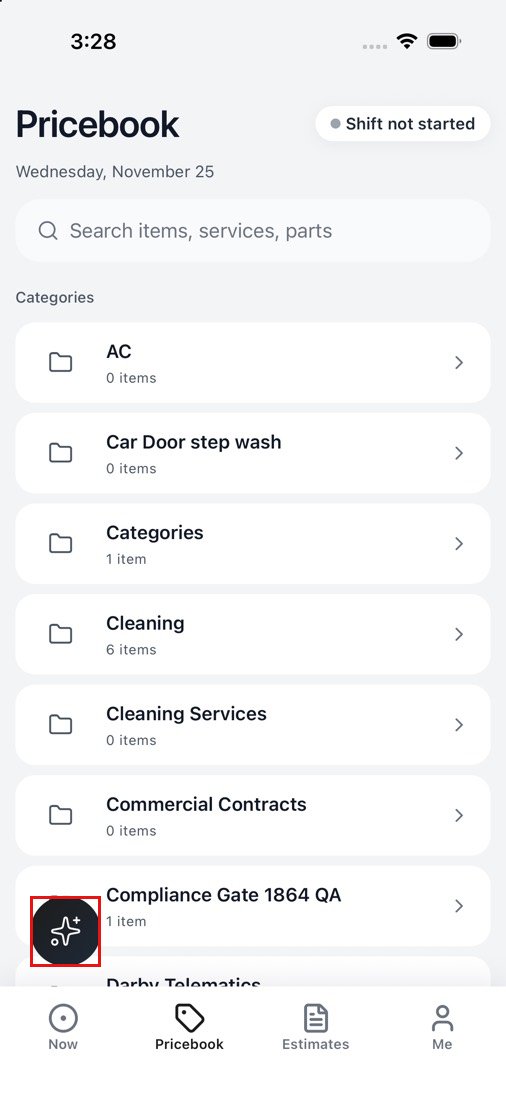 3:28
Pricebook
Shift not started
Wednesday, November 25
Search items, services, parts
Categories
AC
0 items
Car Door step wash
0 items
Categories
1 item
Cleaning
6 items
Cleaning Services
0 items
Commercial Contracts
0 items
Compliance Gate 1864 QA
1 item
Darby Telematics
Now
Pricebook
Estimates
Me